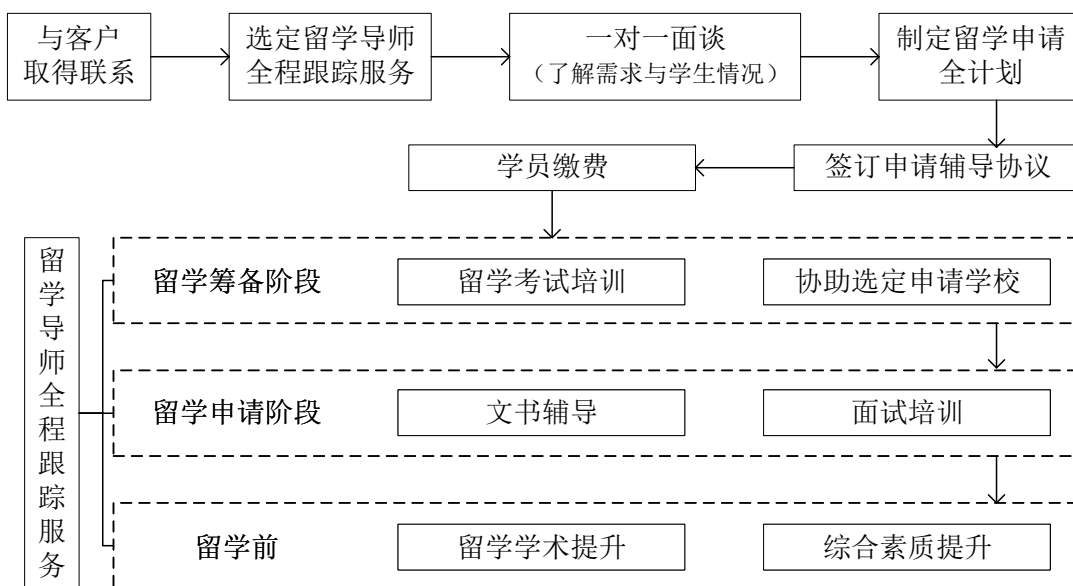 与客户
取得联系
选定留学导师
全程跟踪服务
一对一面谈
（了解需求与学生情况）
制定留学申请
全计划
签订申请辅导协议
学员缴费
留学导师全程跟踪服务
留学筹备阶段
留学考试培训
协助选定申请学校
留学申请阶段
文书辅导
面试培训
留学前
留学学术提升
综合素质提升